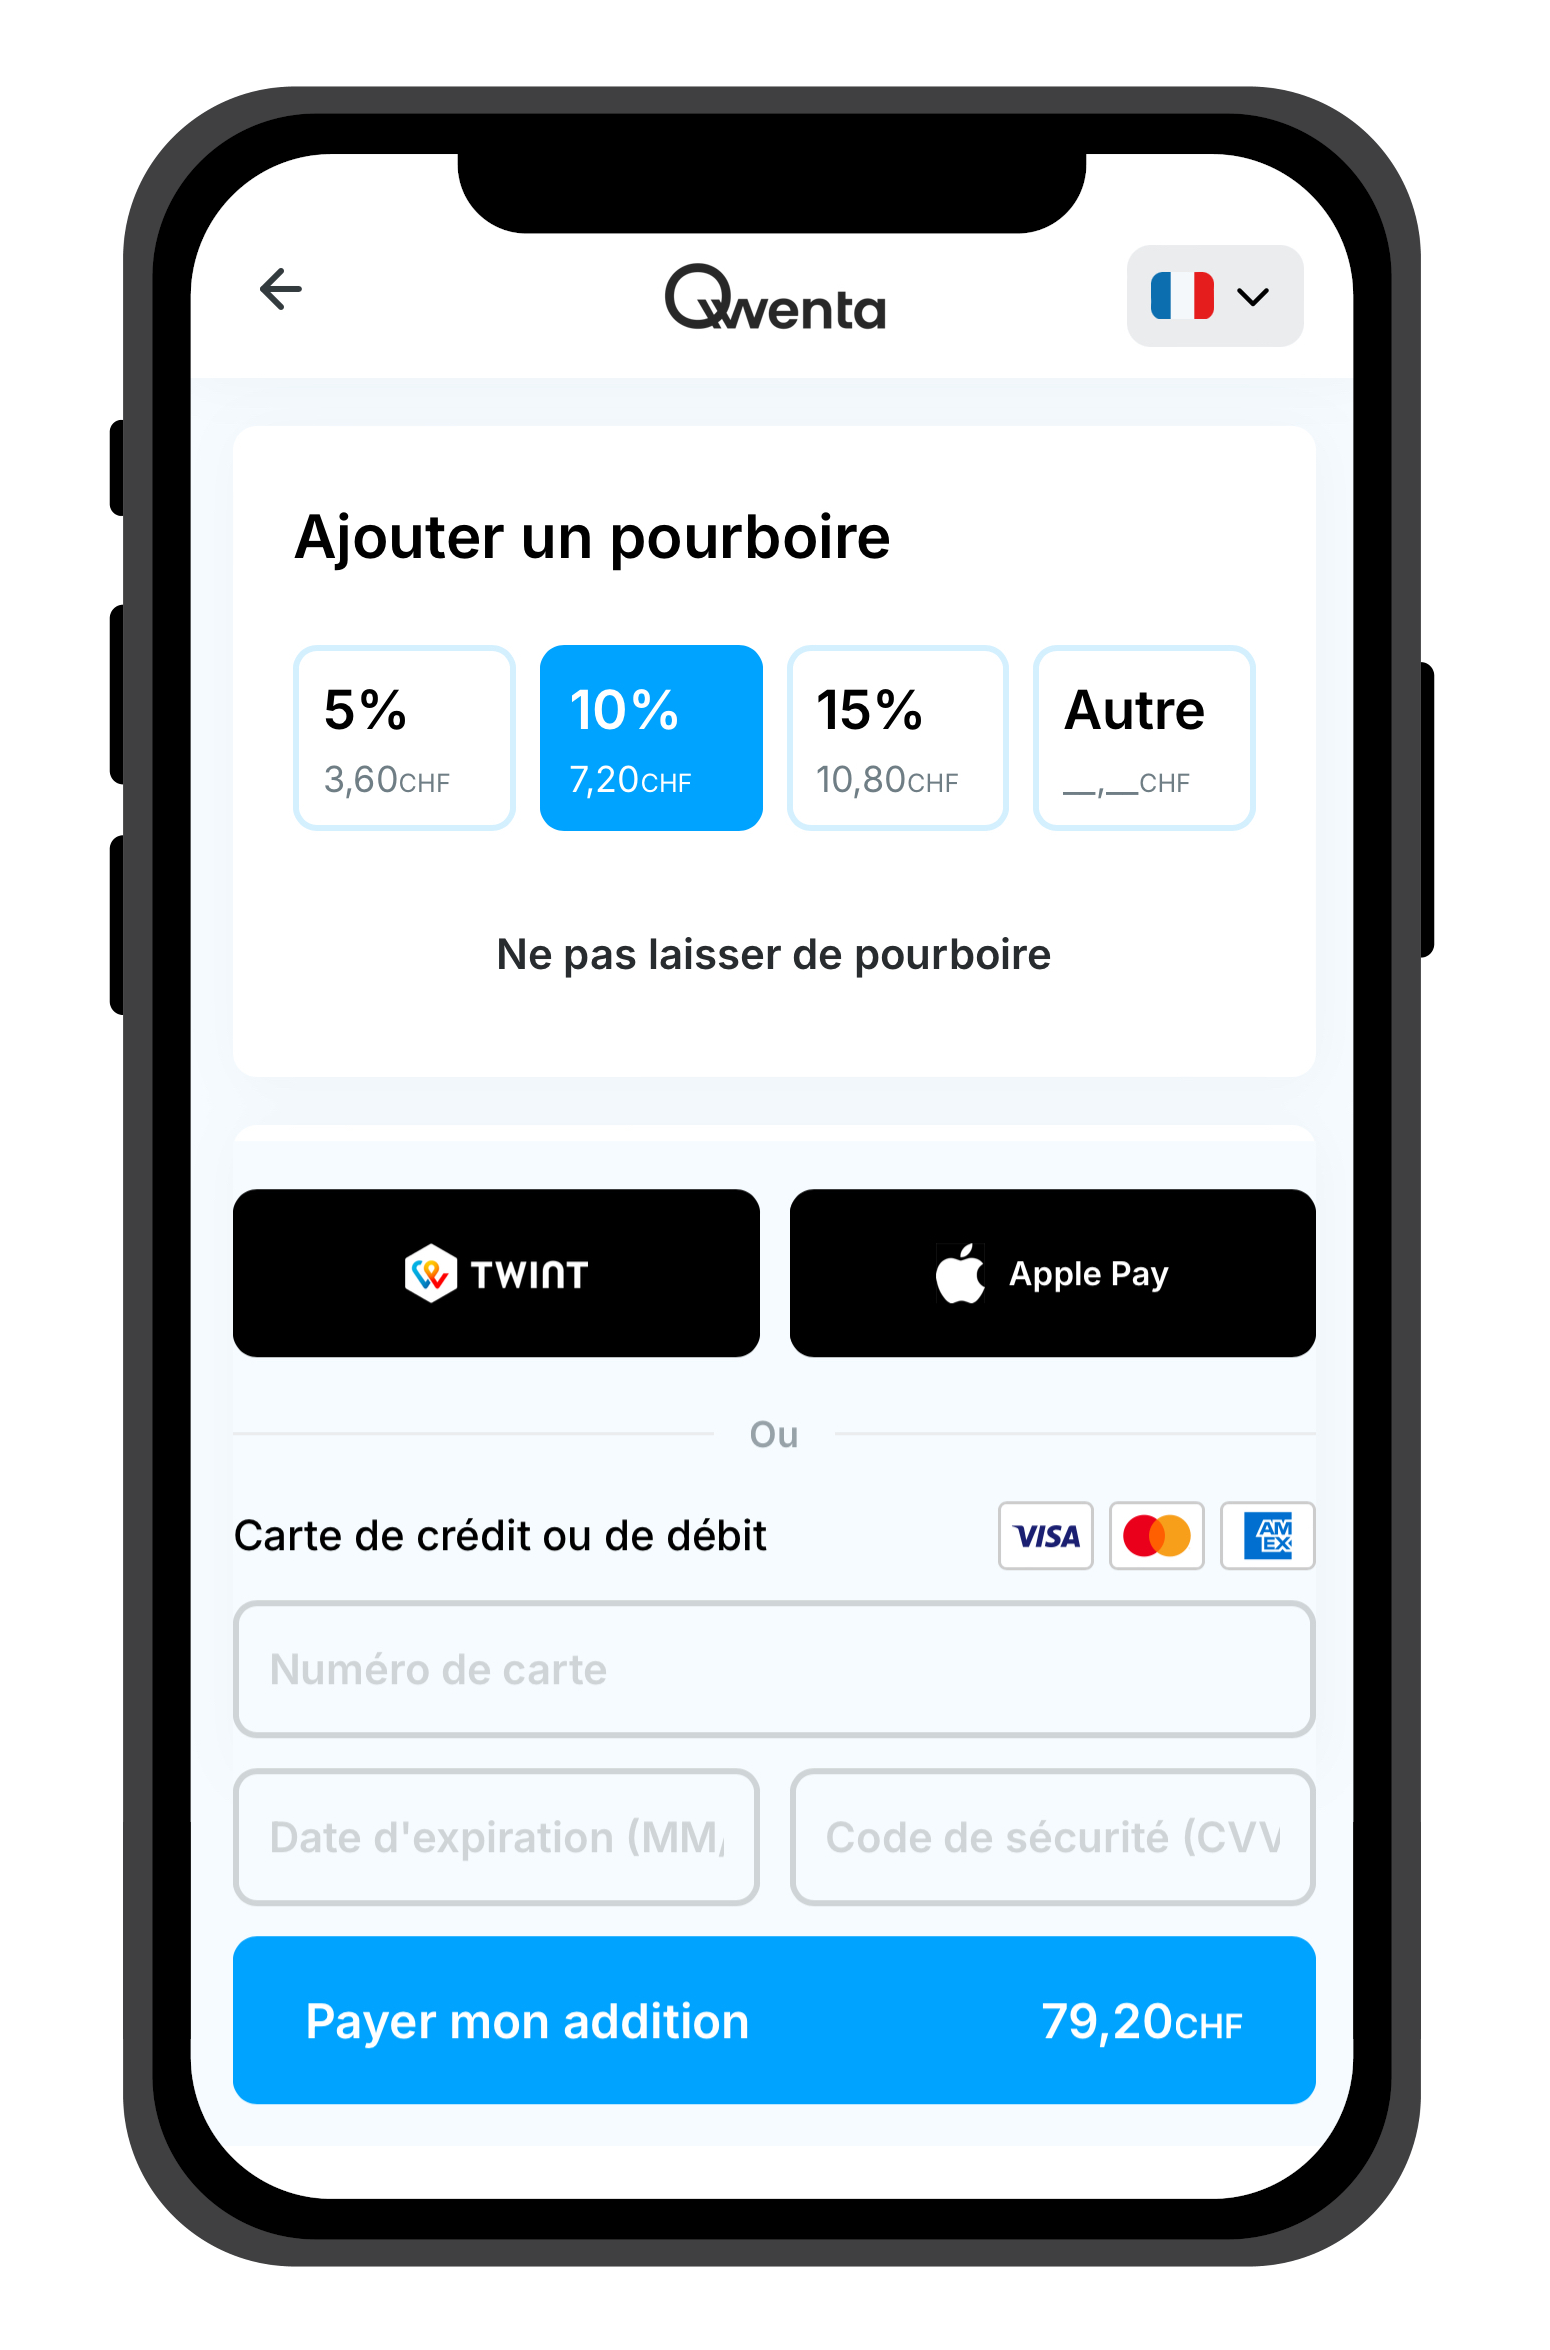 Qwenta
Ajouter un pourboire
5% 10% 15% Autre
3,60CHF 7,20CHF 10,80CHF __,__CHF
Ne pas laisser de pourboire
TWINT Apple Pay
Ou
Carte de crédit ou de débit VISA AMEX
Numéro de carte
Date d'expiration (MM/ Code de sécurité (CVV
Payer mon addition 79,20CHF